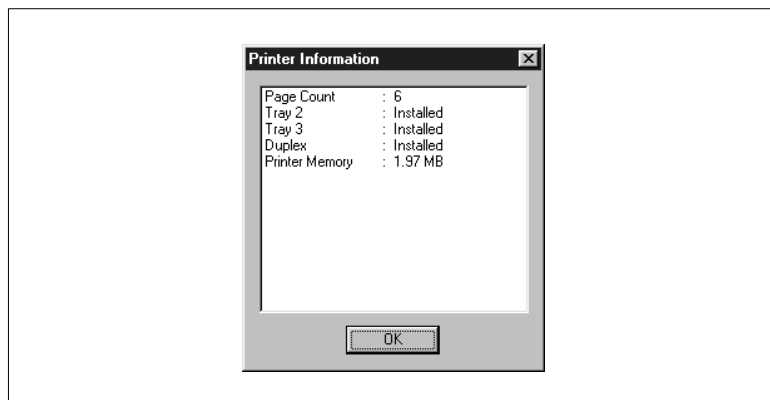 Printer Information
Page Count : 6
Tray 2 : Installed
Tray 3 : Installed
Duplex : Installed
Printer Memory : 1.97 MB
OK